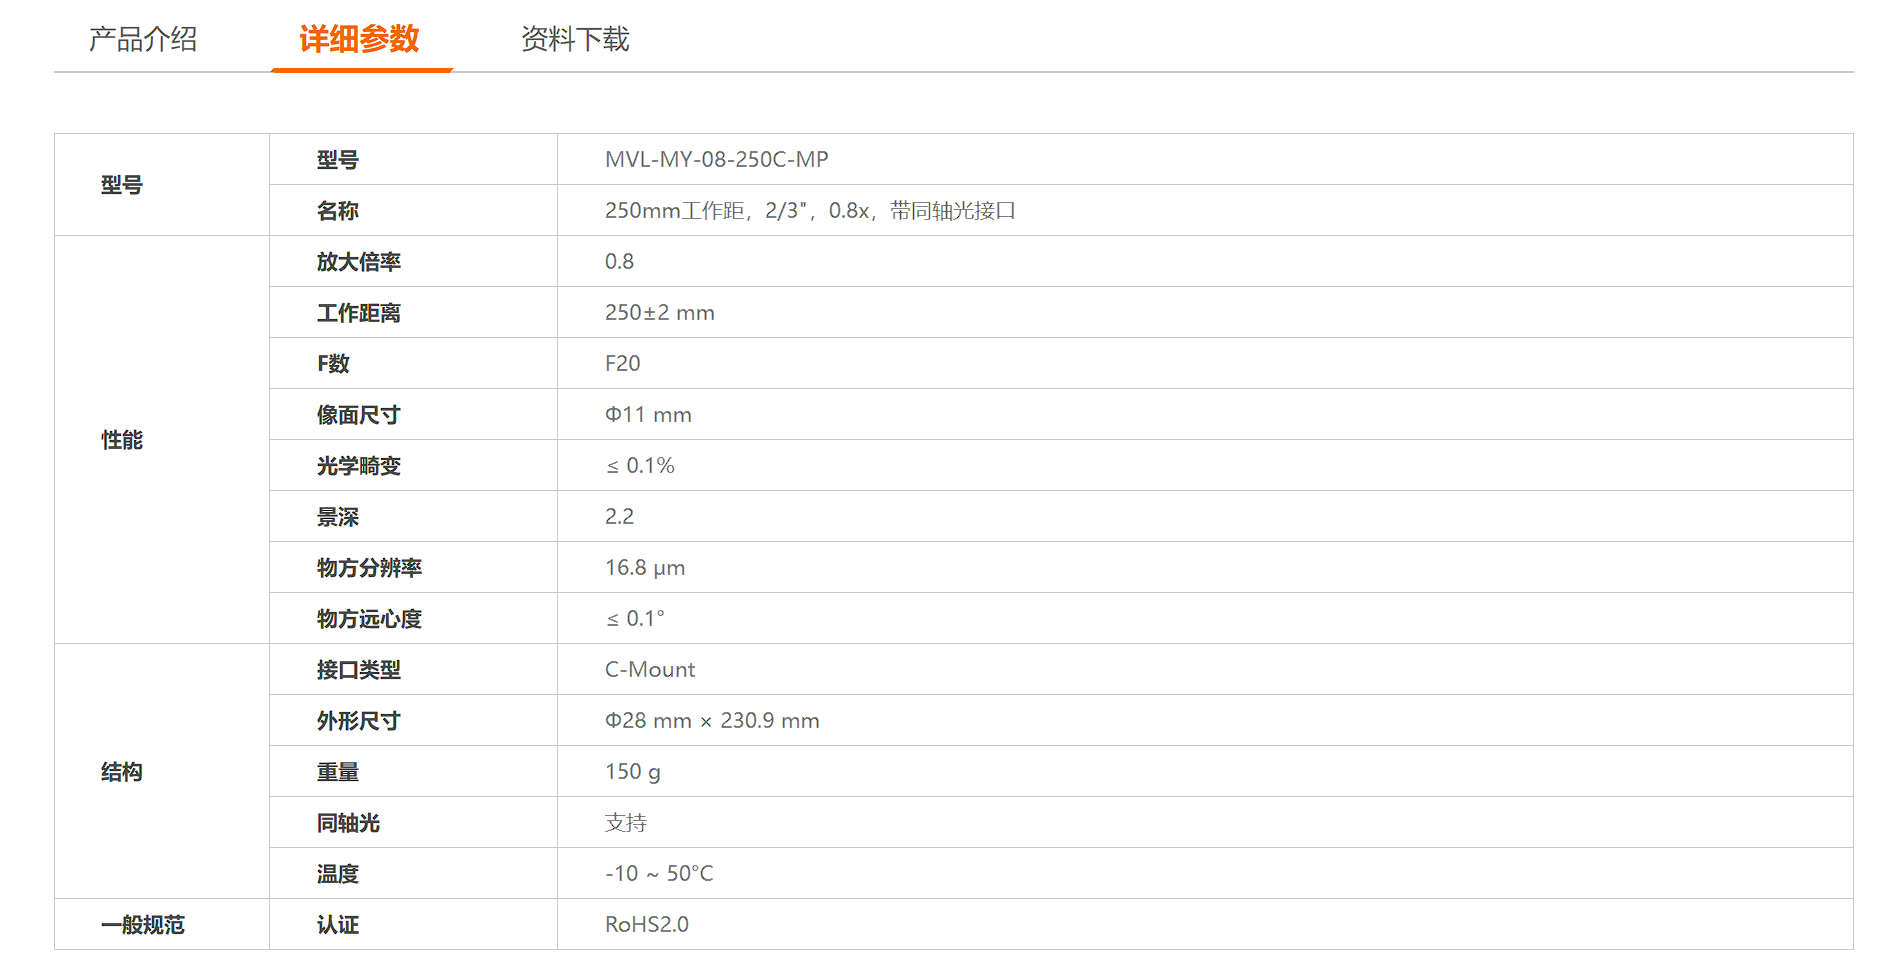 产品介绍 详细参数 资料下载
型号 型号 MVL-MY-08-250C-MP
名称 250mm工作距，2/3"，0.8x，带同轴光接口
性能 放大倍率 0.8
工作距离 250±2 mm
F数 F20
像面尺寸 Φ11 mm
光学畸变 ≤ 0.1%
景深 2.2
物方分辨率 16.8 μm
物方远心度 ≤ 0.1°
结构 接口类型 C-Mount
外形尺寸 Φ28 mm × 230.9 mm
重量 150 g
同轴光 支持
温度 -10 ~ 50°C
一般规范 认证 RoHS2.0